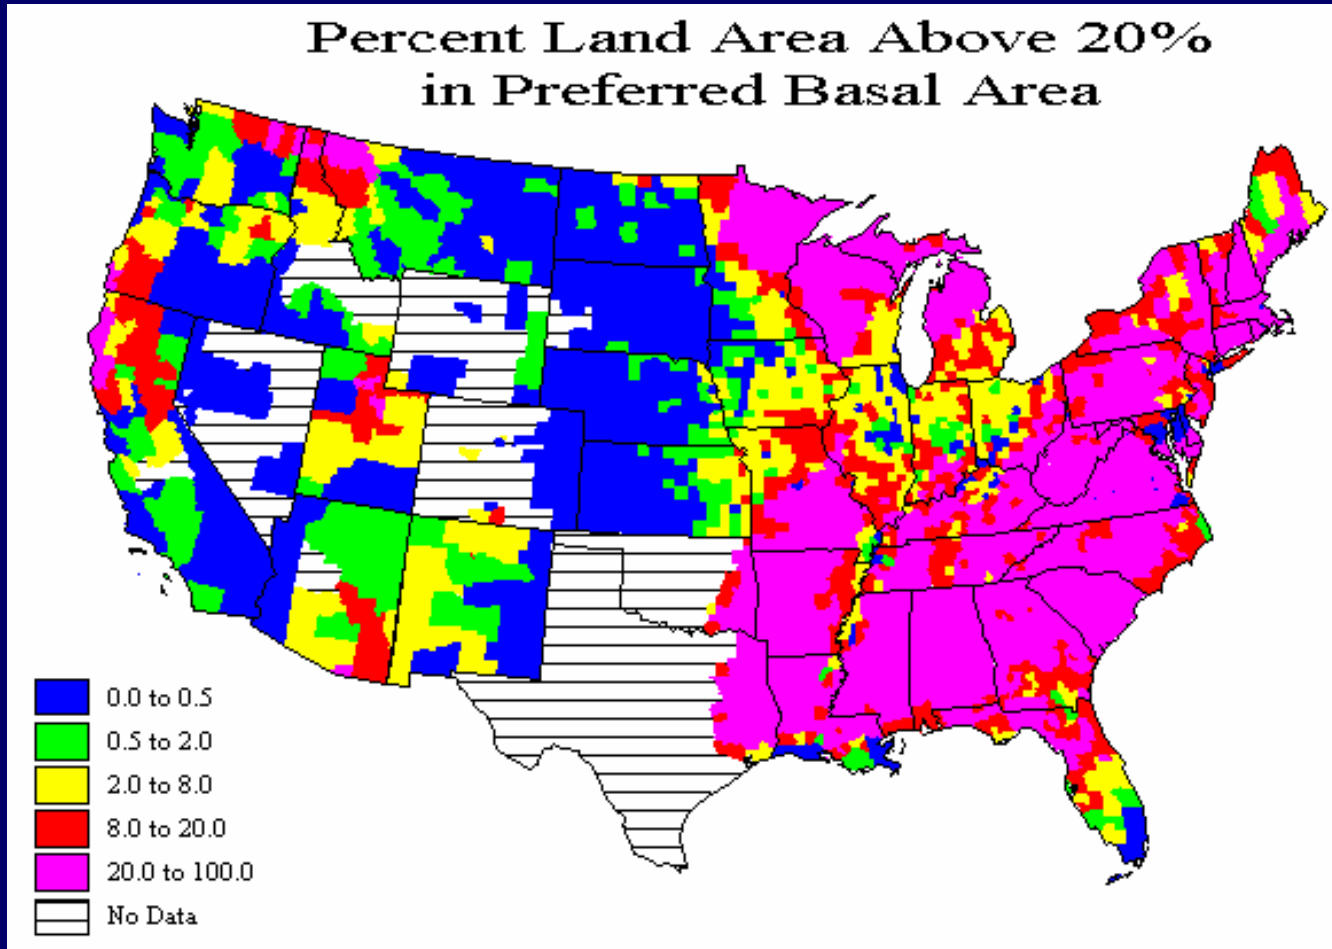 Percent Land Area Above 20%
in Preferred Basal Area
0.0 to 0.5
0.5 to 2.0
2.0 to 8.0
8.0 to 20.0
20.0 to 100.0
No Data